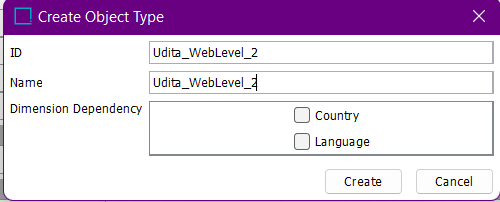 Create Object Type
ID Udita_WebLevel_2
Name Udita_WebLevel_2
Dimension Dependency
Country
Language
Create Cancel